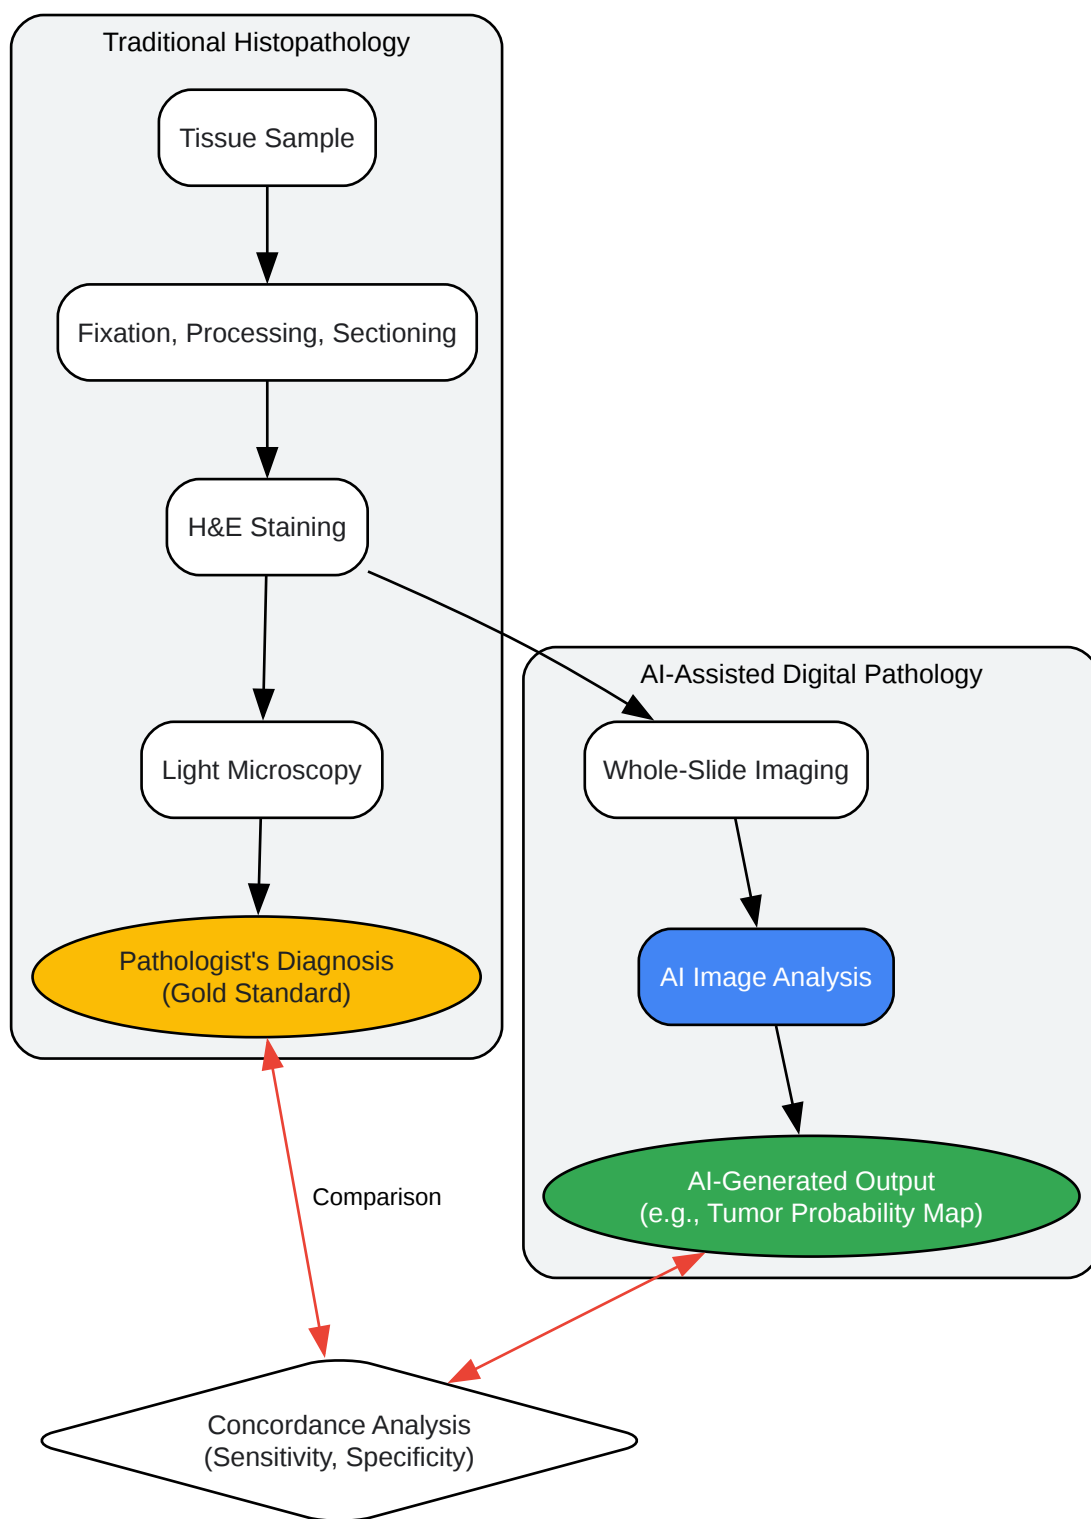 Traditional Histopathology
Tissue Sample
Fixation, Processing, Sectioning
H&E Staining
Light Microscopy
Pathologist's Diagnosis
(Gold Standard)
AI-Assisted Digital Pathology
Whole-Slide Imaging
AI Image Analysis
AI-Generated Output
(e.g., Tumor Probability Map)
Comparison
Concordance Analysis
(Sensitivity, Specificity)